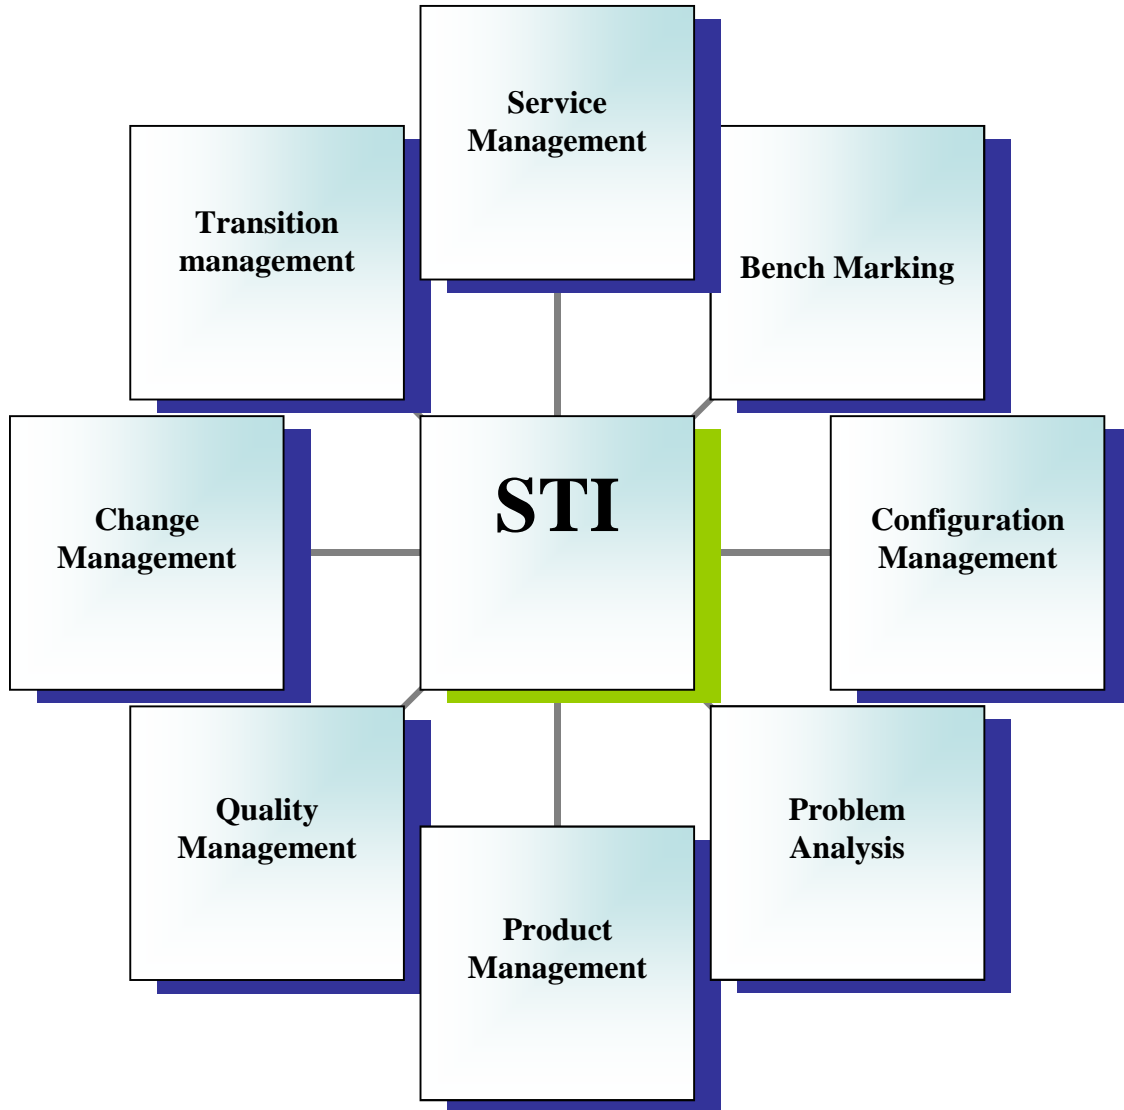 Service
Management
Transition
management
Bench Marking
STI
Change
Management
Configuration
Management
Quality
Management
Problem
Analysis
Product
Management